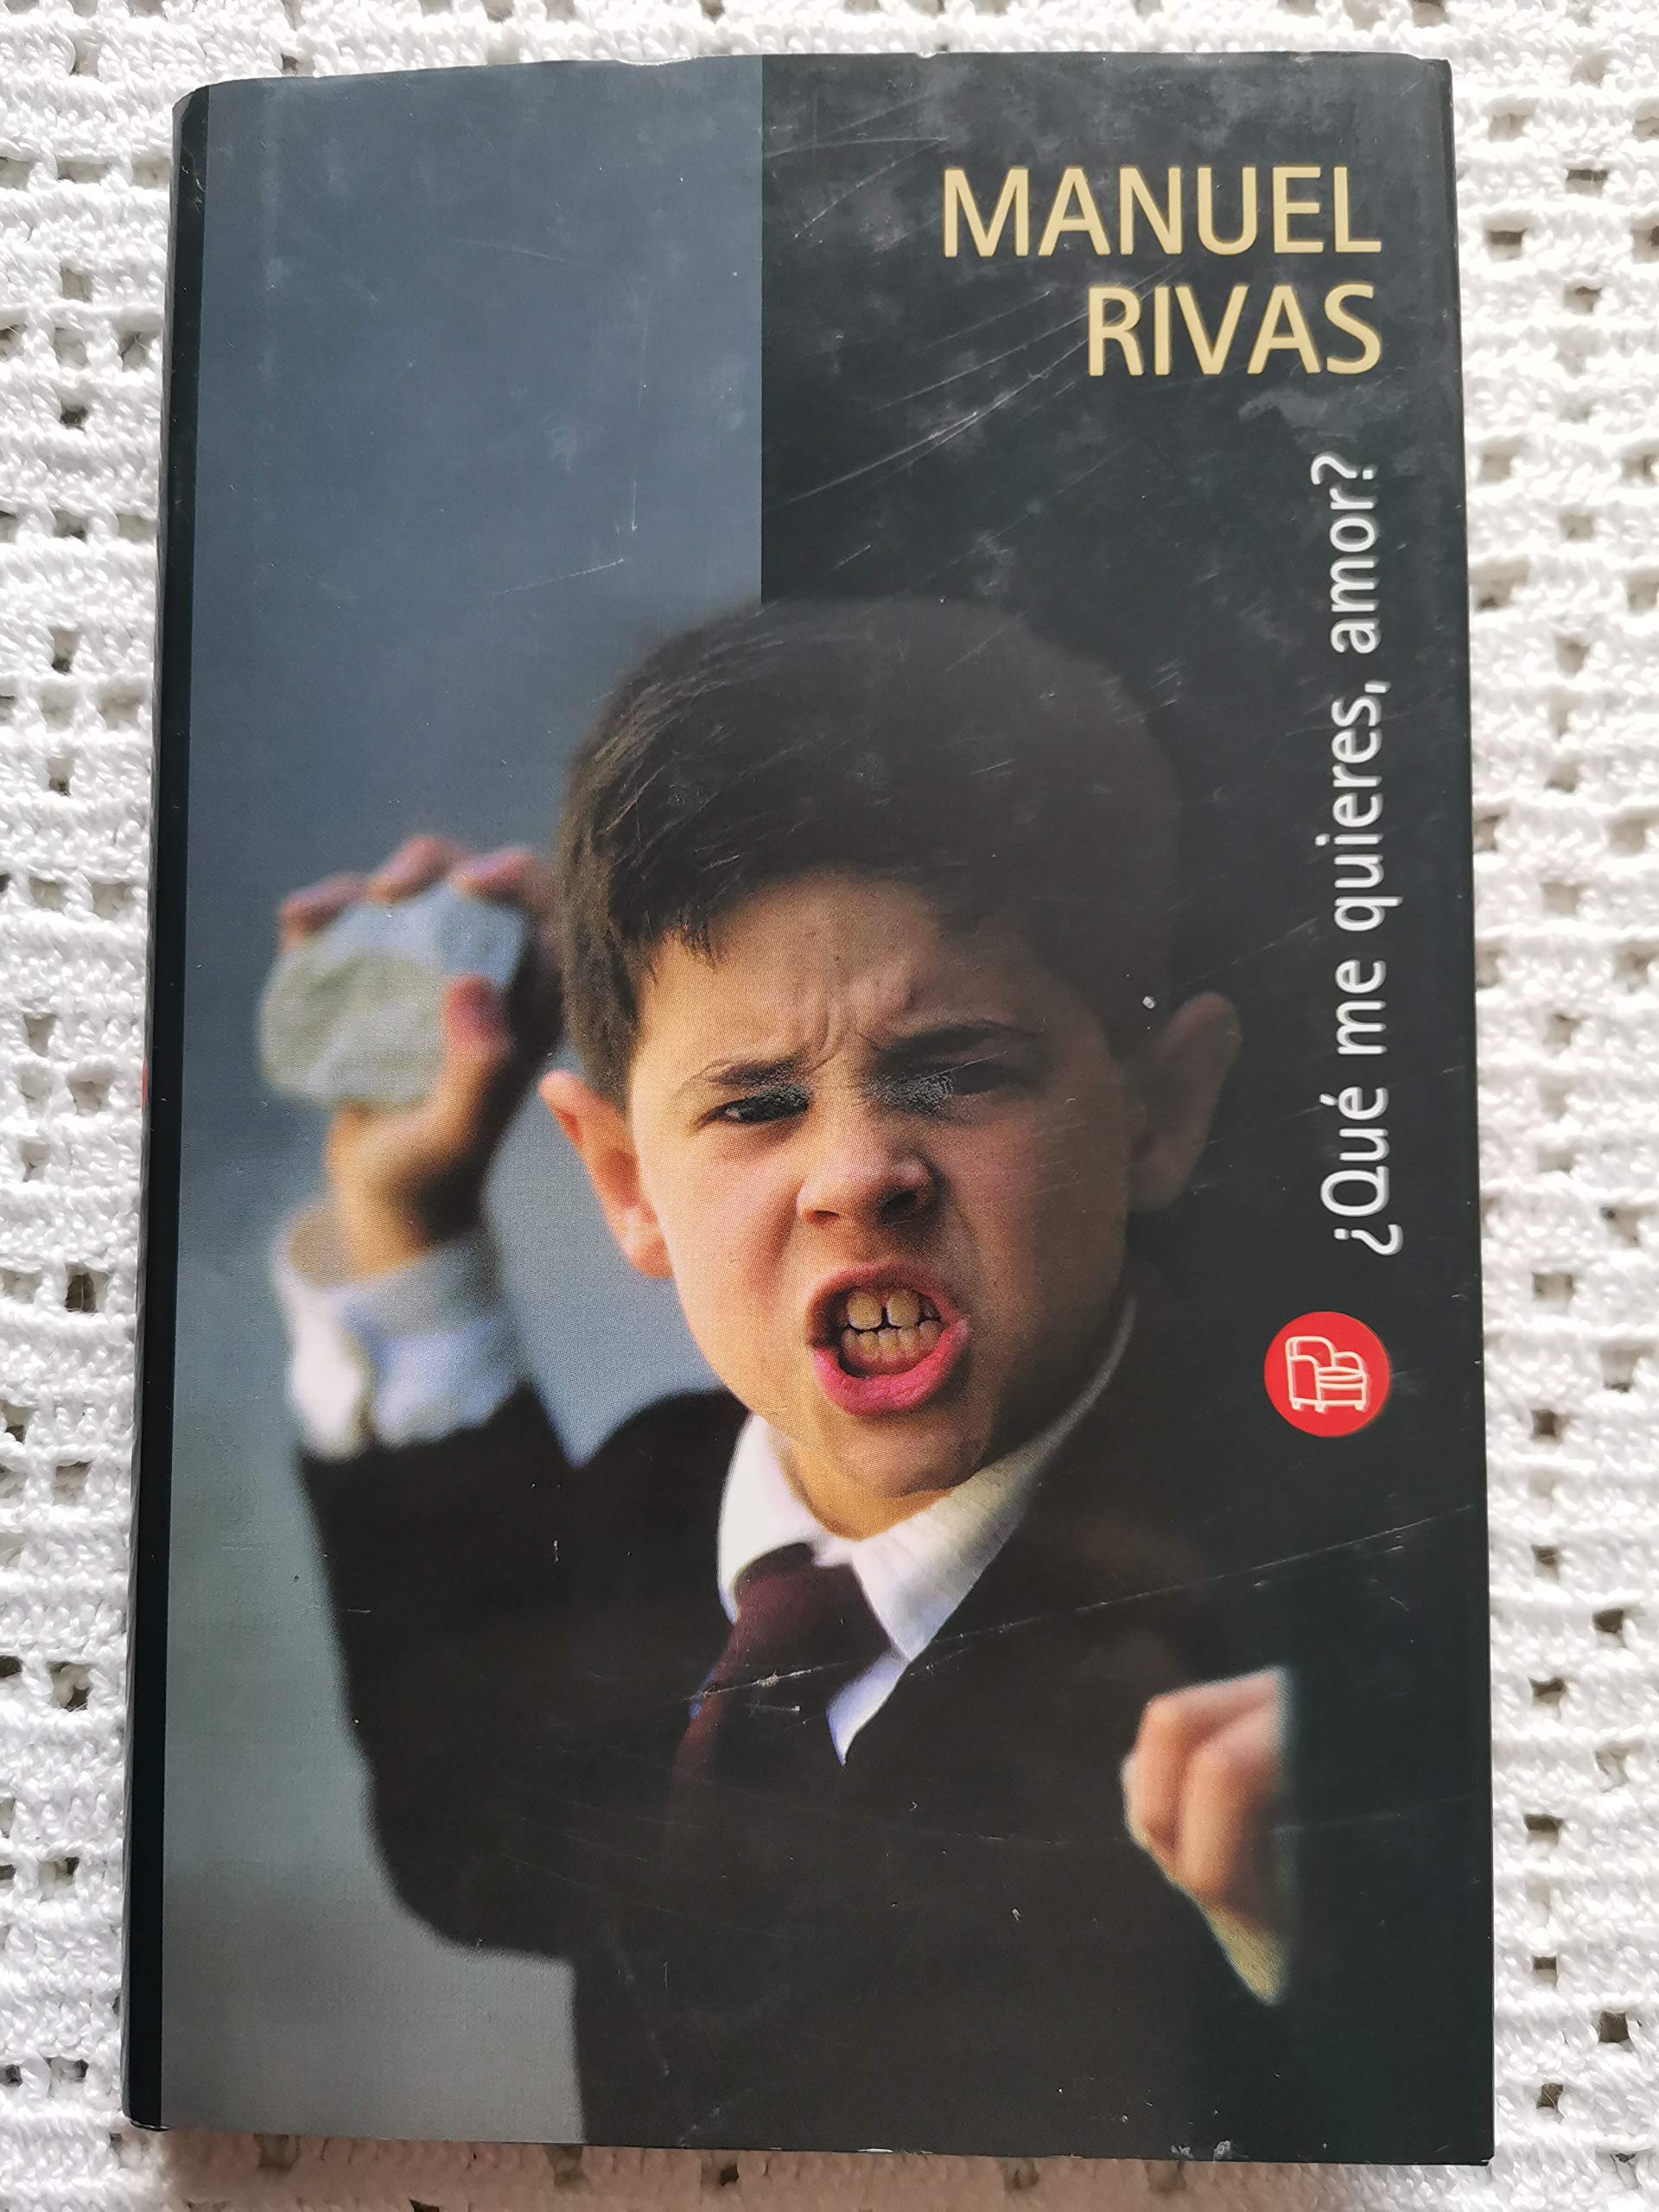 MANUEL
RIVAS
¿Qué me quieres, amor?